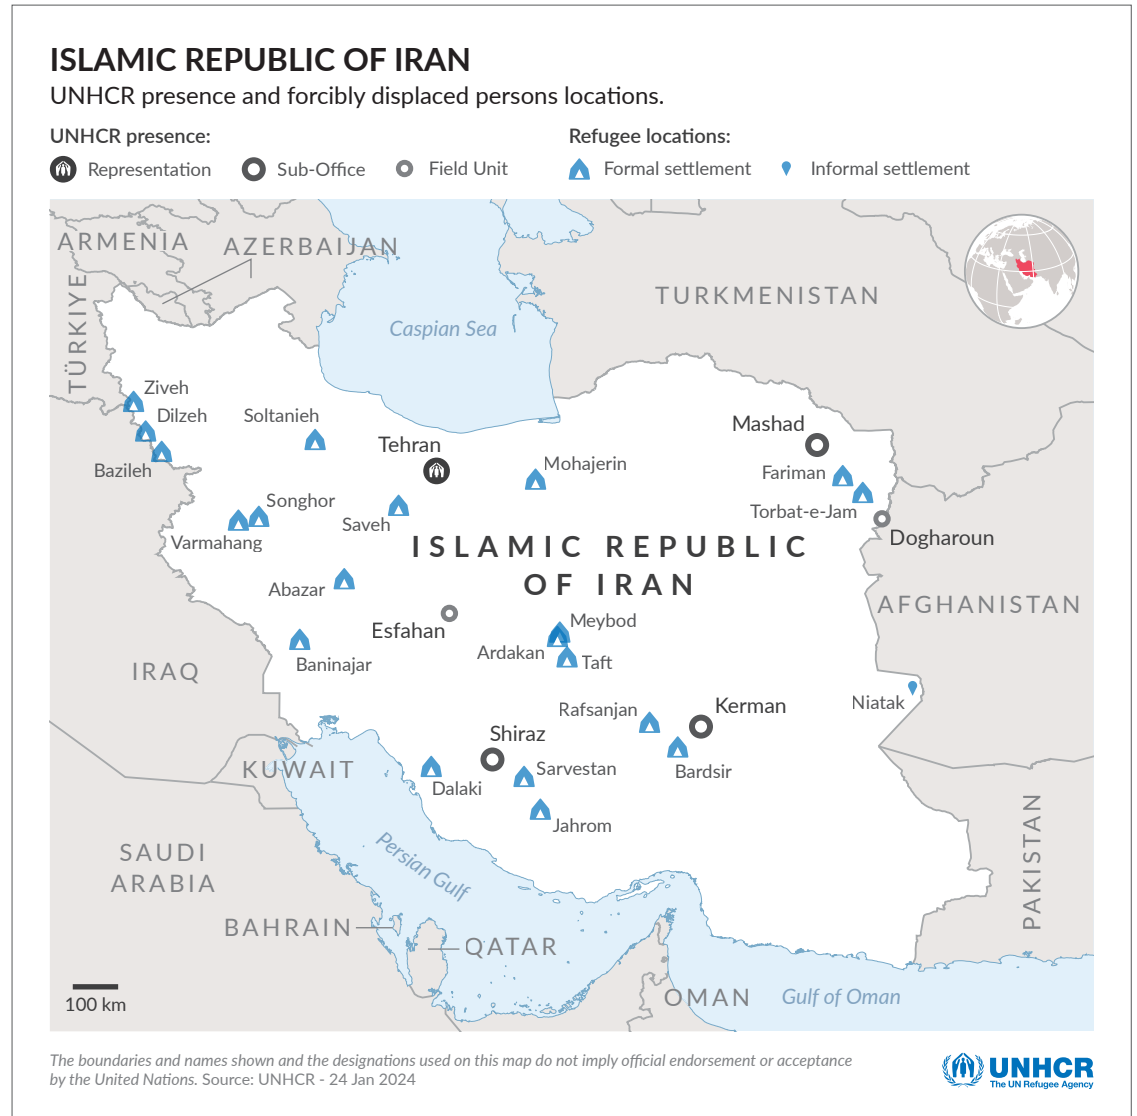 ISLAMIC REPUBLIC OF IRAN
UNHCR presence and forcibly displaced persons locations.
UNHCR presence:
Refugee locations:
Representation
Sub-Office
Field Unit
Formal settlement
Informal settlement
ARMENIA
AZERBAIJAN
TÜRKIYE
Caspian Sea
TURKMENISTAN
Ziveh
Dilzeh
Bazileh
Soltanieh
Tehran
Mohajerin
Mashad
Fariman
Torbat-e-Jam
Dogharoun
Songhor
Varmahang
Saveh
ISLAMIC REPUBLIC
OF IRAN
Abazar
Esfahan
Baninajar
Meybod
Ardakan
Taft
AFGHANISTAN
IRAQ
Niatak
Rafsanjan
Kerman
Bardsir
Shiraz
Sarvestan
Dalaki
Jahrom
KUWAIT
Persian Gulf
SAUDI
ARABIA
BAHRAIN
QATAR
PAKISTAN
OMAN
Gulf of Oman
100 km
The boundaries and names shown and the designations used on this map do not imply official endorsement or acceptance
by the United Nations. Source: UNHCR - 24 Jan 2024
UNHCR
The UN Refugee Agency